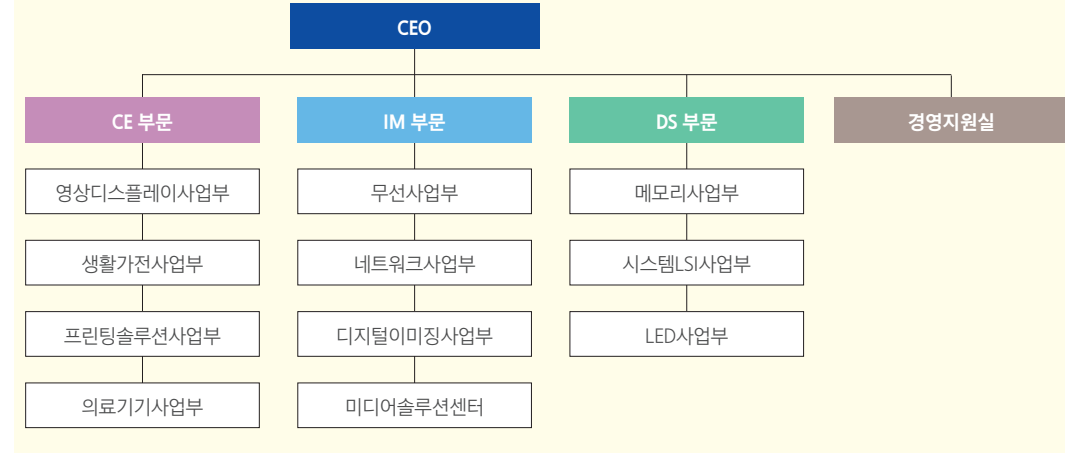 CEO
CE 부문
IM 부문
DS 부문
경영지원실
영상디스플레이사업부
무선사업부
메모리사업부
생활가전사업부
네트워크사업부
시스템LSI사업부
프린팅솔루션사업부
디지털이미징사업부
LED사업부
의료기기사업부
미디어솔루션센터